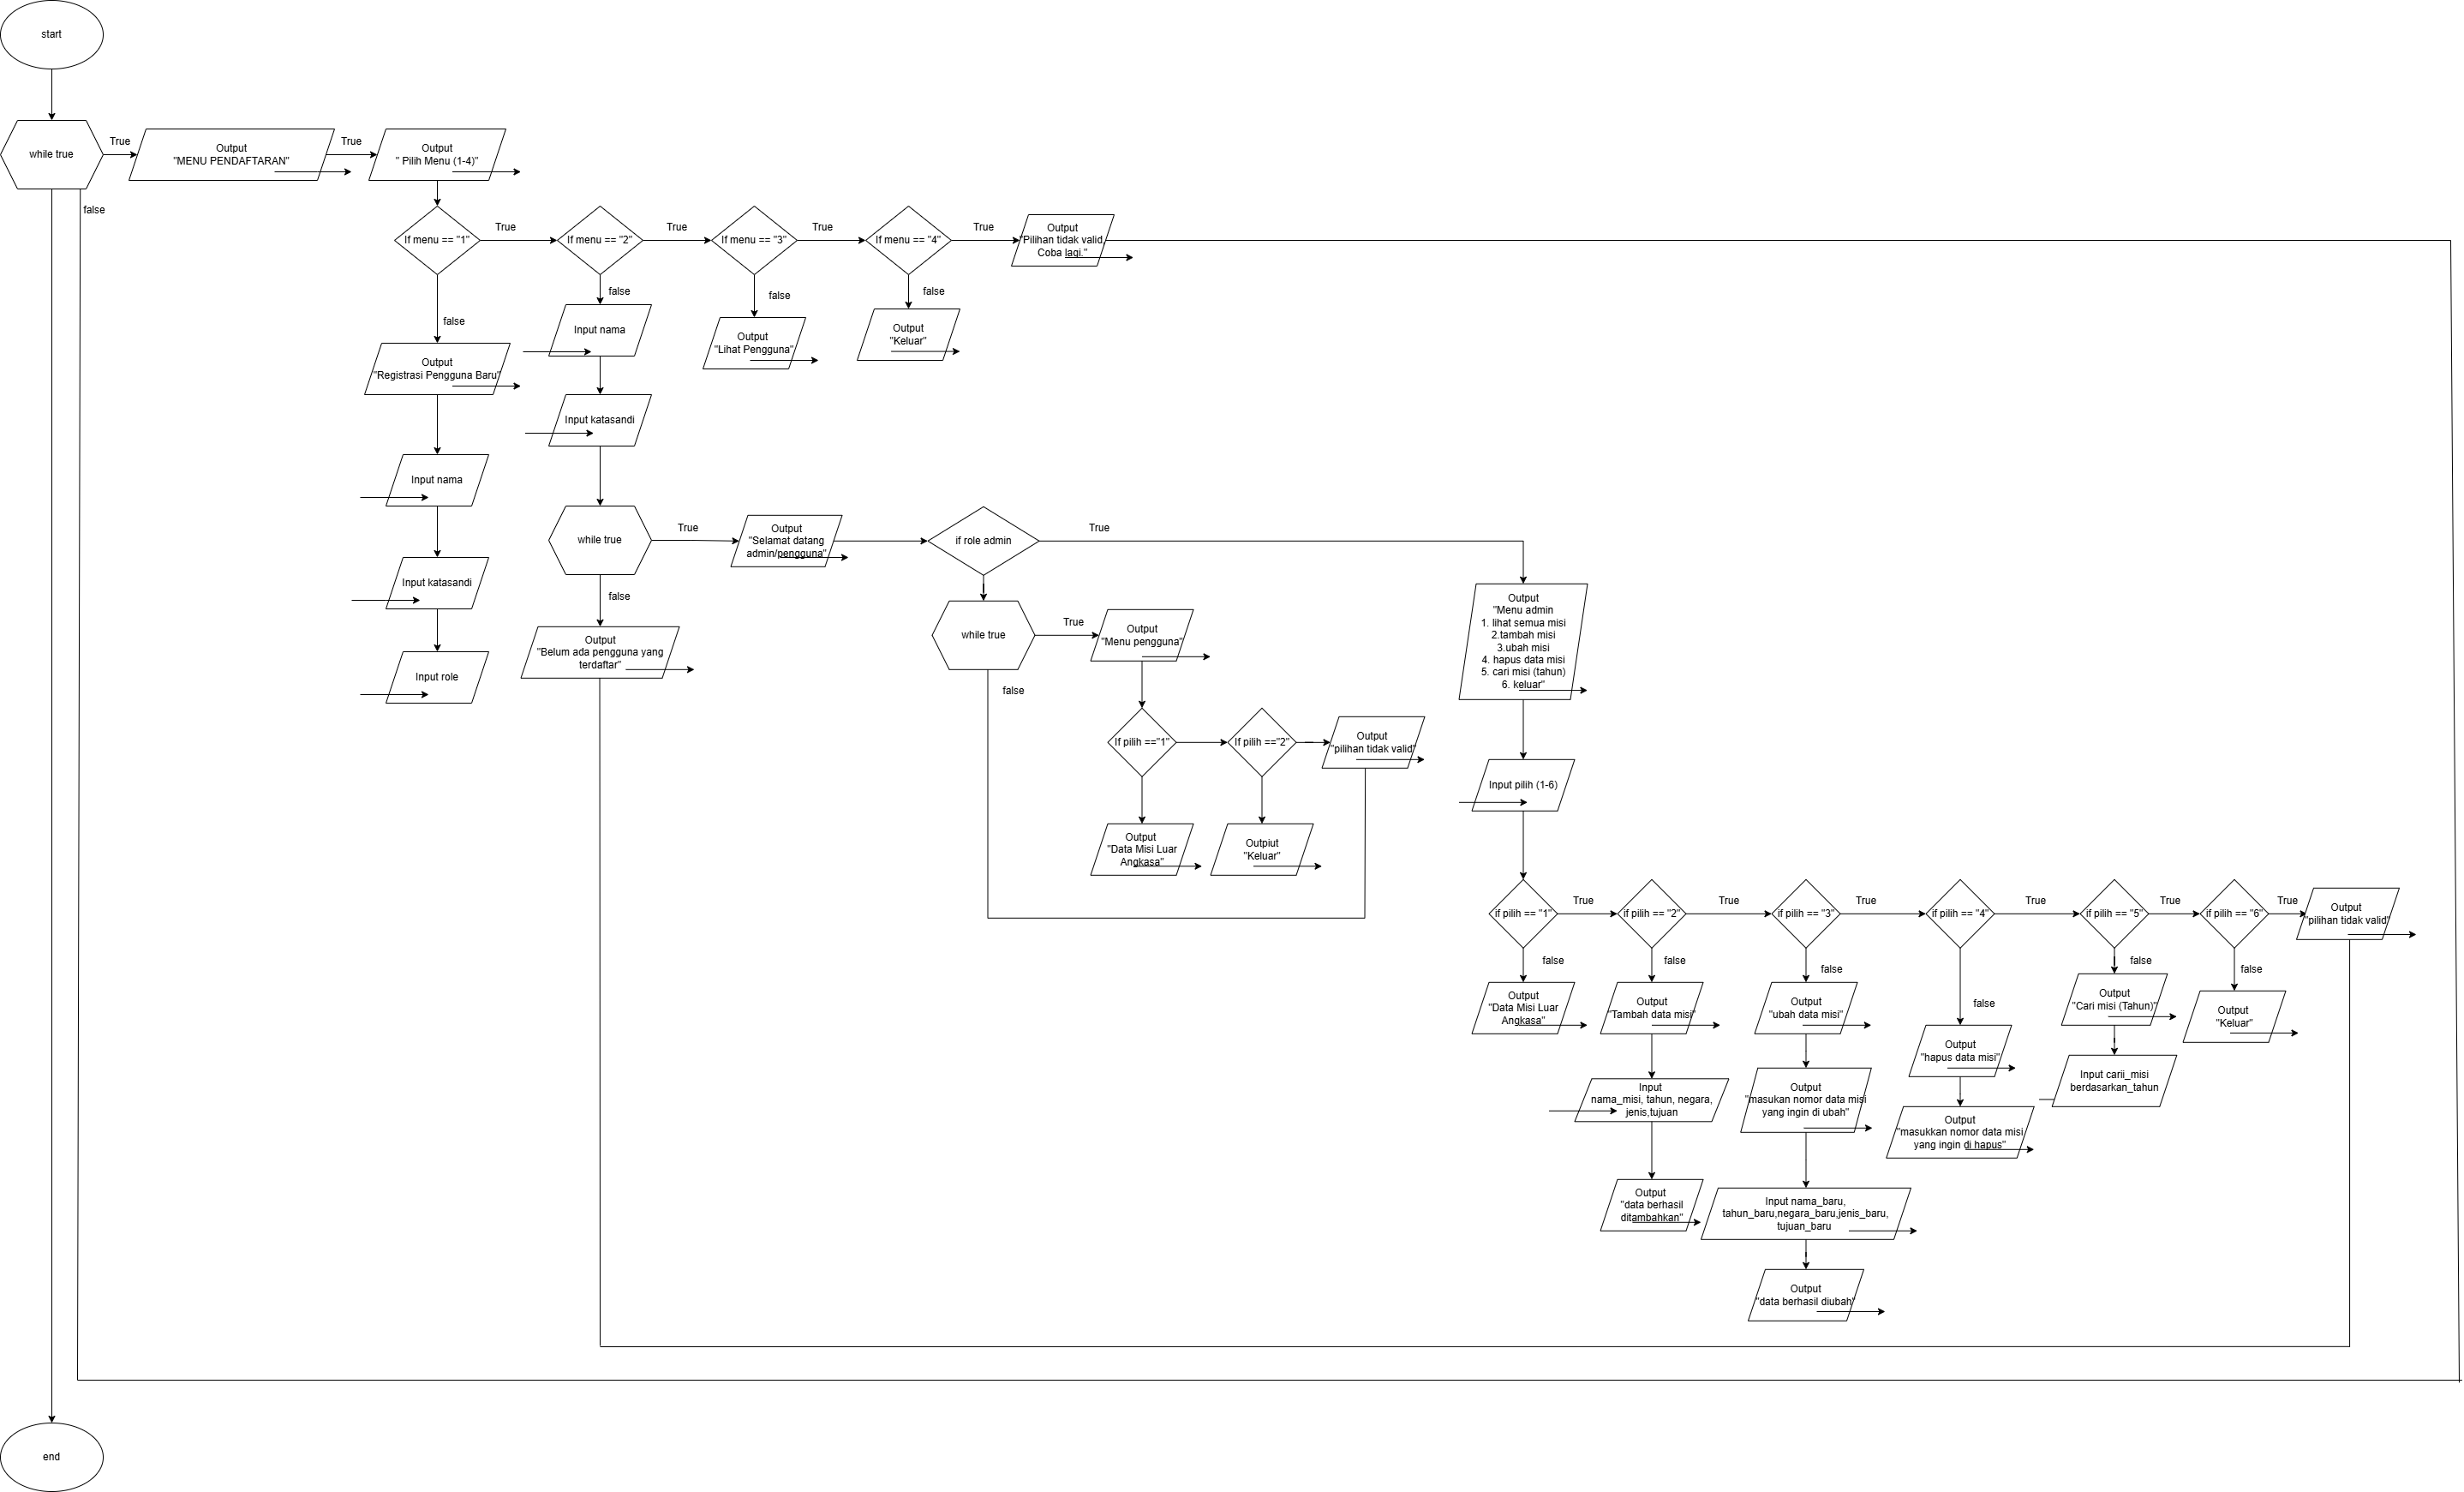 start
while true
True
Output
"MENU PENDAFTARAN"
True
Output
" Pilih Menu (1-4)"
false
If menu == "1"
True
If menu == "2"
True
If menu == "3"
True
If menu == "4"
True
Output
"Pilihan tidak valid,
Coba lagi."
false
false
false
false
Output
"Registrasi Pengguna Baru"
Input nama
Output
"Lihat Pengguna"
Output
"Keluar"
Input katasandi
Input nama
Input katasandi
Input role
while true
True
Output
"Selamat datang
admin/pengguna"
if role admin
True
false
Output
"Belum ada pengguna yang
terdaftar"
while true
True
Output
"Menu pengguna"
false
If pilih =="1"
If pilih =="2"
Output
"pilihan tidak valid"
Output
"Data Misi Luar
Angkasa"
Outpiut
"Keluar"
Output
"Menu admin
1. lihat semua misi
2.tambah misi
3.ubah misi
4. hapus data misi
5. cari misi (tahun)
6. keluar"
Input pilih (1-6)
if pilih == "1"
True
if pilih == "2"
True
if pilih == "3"
True
if pilih == "4"
True
if pilih == "5"
True
if pilih == "6"
True
Output
"pilihan tidak valid"
false
false
false
false
false
false
Output
"Data Misi Luar
Angkasa"
Output
"Tambah data misi"
Output
"ubah data misi"
Output
"hapus data misi"
Output
"Cari misi (Tahun)"
Output
"Keluar"
Input
nama_misi, tahun, negara,
jenis,tujuan
Output
"masukan nomor data misi
yang ingin di ubah"
Output
"masukkan nomor data misi
yang ingin di hapus"
Input carii_misi
berdasarkan_tahun
Output
"data berhasil
ditambahkan"
Input nama_baru,
tahun_baru,negara_baru,jenis_baru,
tujuan_baru
Output
"data berhasil diubah"
end